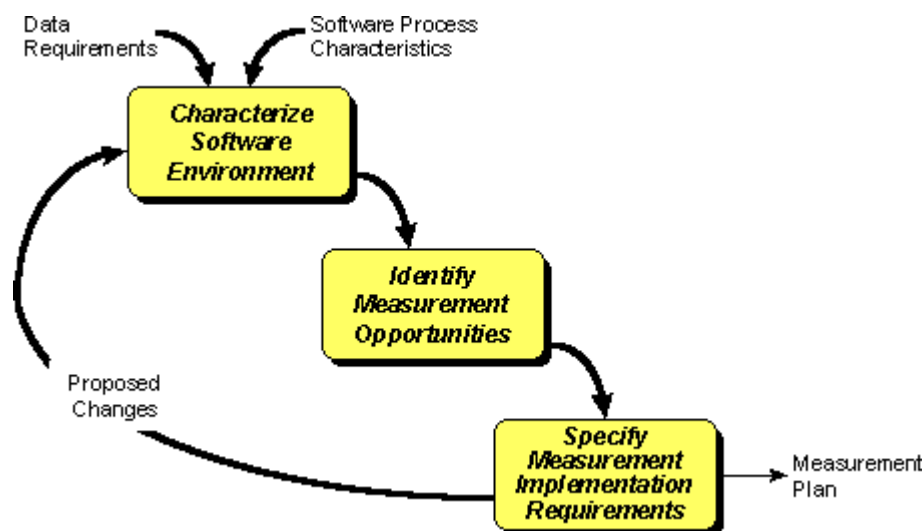 Data
Requirements
Software Process
Characteristics
Characterize
Software
Environment
Identify
Measurement
Opportunities
Proposed
Changes
Specify
Measurement
Implementation
Requirements
Measurement
Plan